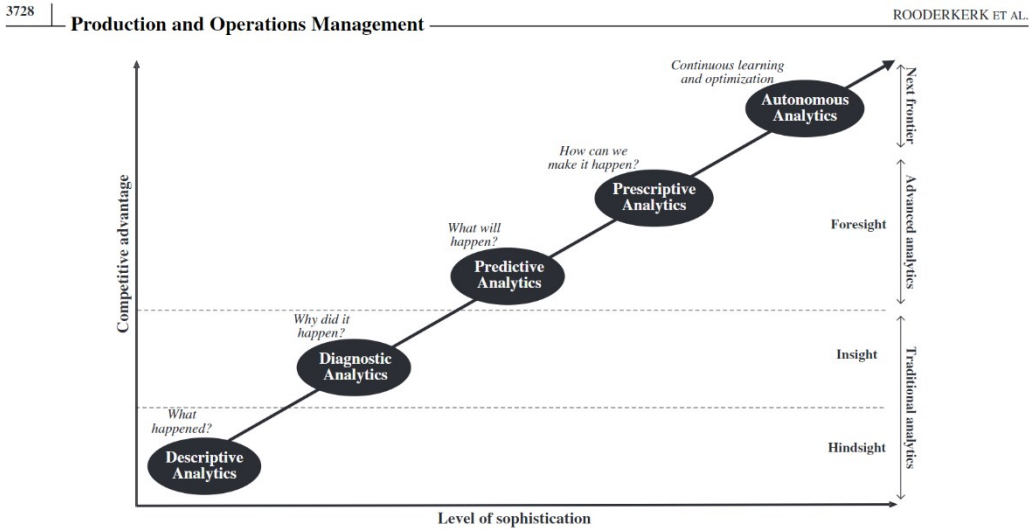 3728
Production and Operations Management
ROODERKERK ET AL.
Continuous learning
and optimization
Autonomous
Analytics
Next frontier
How can we
make it happen?
Prescriptive
Analytics
Advanced analytics
Foresight
What will
happen?
Predictive
Analytics
Competitive advantage
Why did it
happen?
Diagnostic
Analytics
Insight
Traditional analytics
What
happened?
Descriptive
Analytics
Hindsight
Level of sophistication